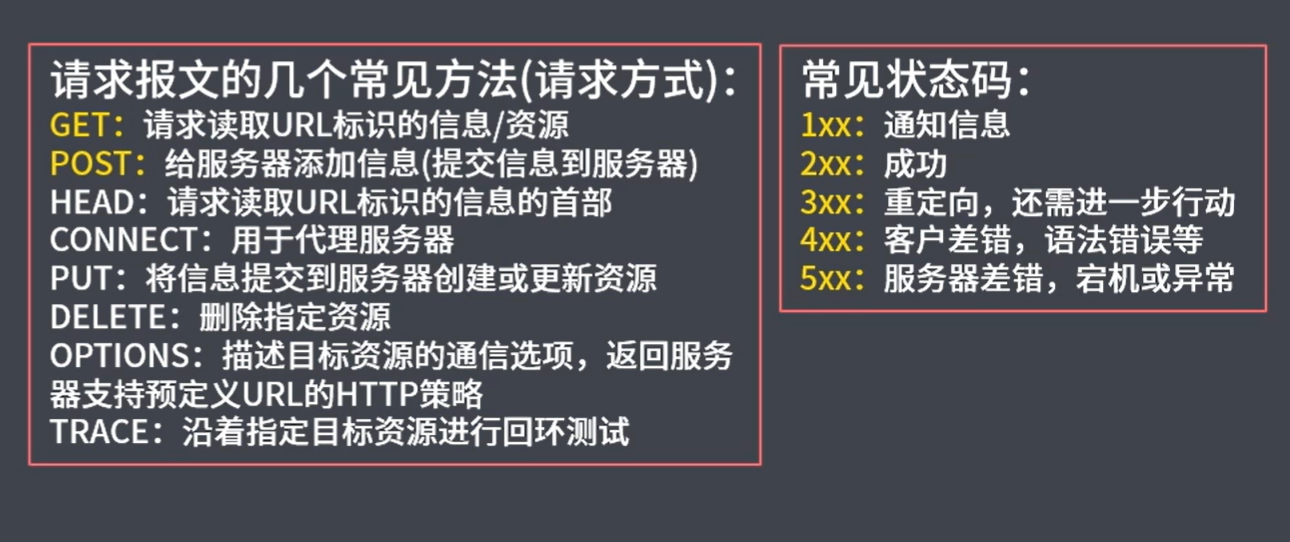 请求报文的几个常见方法(请求方式)：
GET：请求读取URL标识的信息/资源
POST：给服务器添加信息(提交信息到服务器)
HEAD：请求读取URL标识的信息的首部
CONNECT：用于代理服务器
PUT：将信息提交到服务器创建或更新资源
DELETE：删除指定资源
OPTIONS：描述目标资源的通信选项，返回服务
器支持预定义URL的HTTP策略
TRACE：沿着指定目标资源进行回环测试
常见状态码：
1xx：通知信息
2xx：成功
3xx：重定向，还需进一步行动
4xx：客户差错，语法错误等
5xx：服务器差错，宕机或异常